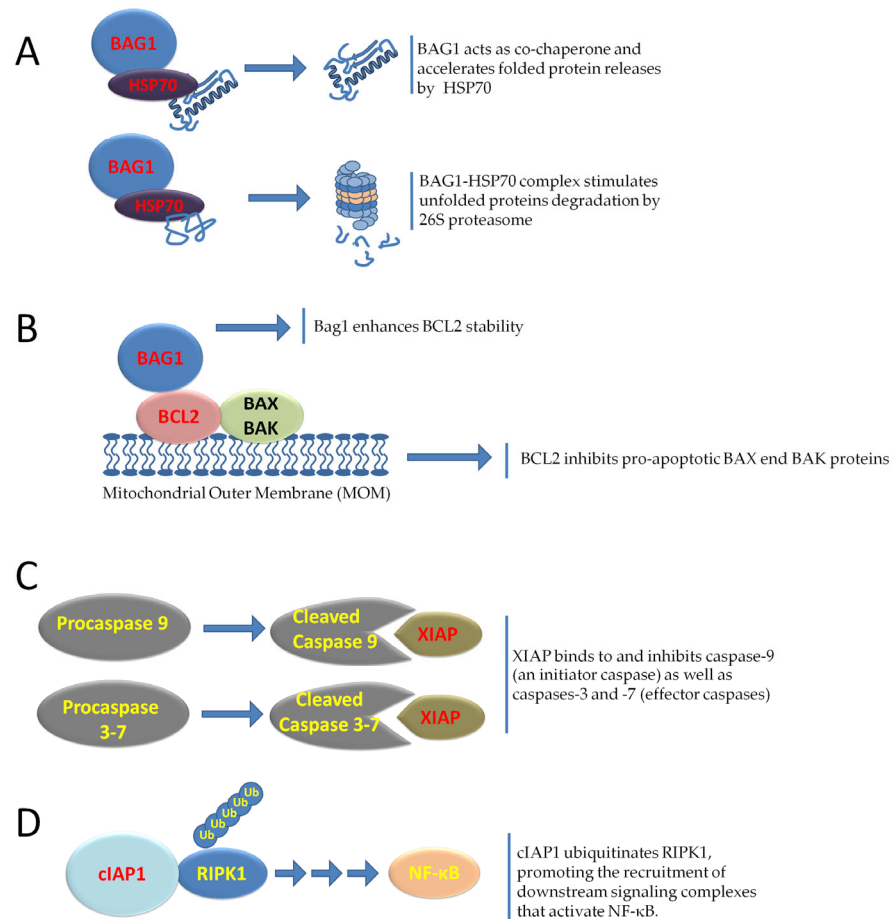 A
BAG1
HSP70
BAG1 acts as co-chaperone and
accelerates folded protein releases
by HSP70
BAG1
HSP70
BAG1-HSP70 complex stimulates
unfolded proteins degradation by
26S proteasome
B
Bag1 enhances BCL2 stability
BAG1
BCL2
BAX
BAK
Mitochondrial Outer Membrane (MOM)
BCL2 inhibits pro-apoptotic BAX end BAK proteins
C
Procaspase 9
Cleaved
Caspase 9
XIAP
Procaspase
3-7
Cleaved
Caspase 3-7
XIAP
XIAP binds to and inhibits caspase-9
(an initiator caspase) as well as
caspases-3 and -7 (effector caspases)
D
Ub
Ub
Ub
Ub
Ub
cIAP1
RIPK1
NF-κB
cIAP1 ubiquitinates RIPK1,
promoting the recruitment of
downstream signaling complexes
that activate NF-κB.